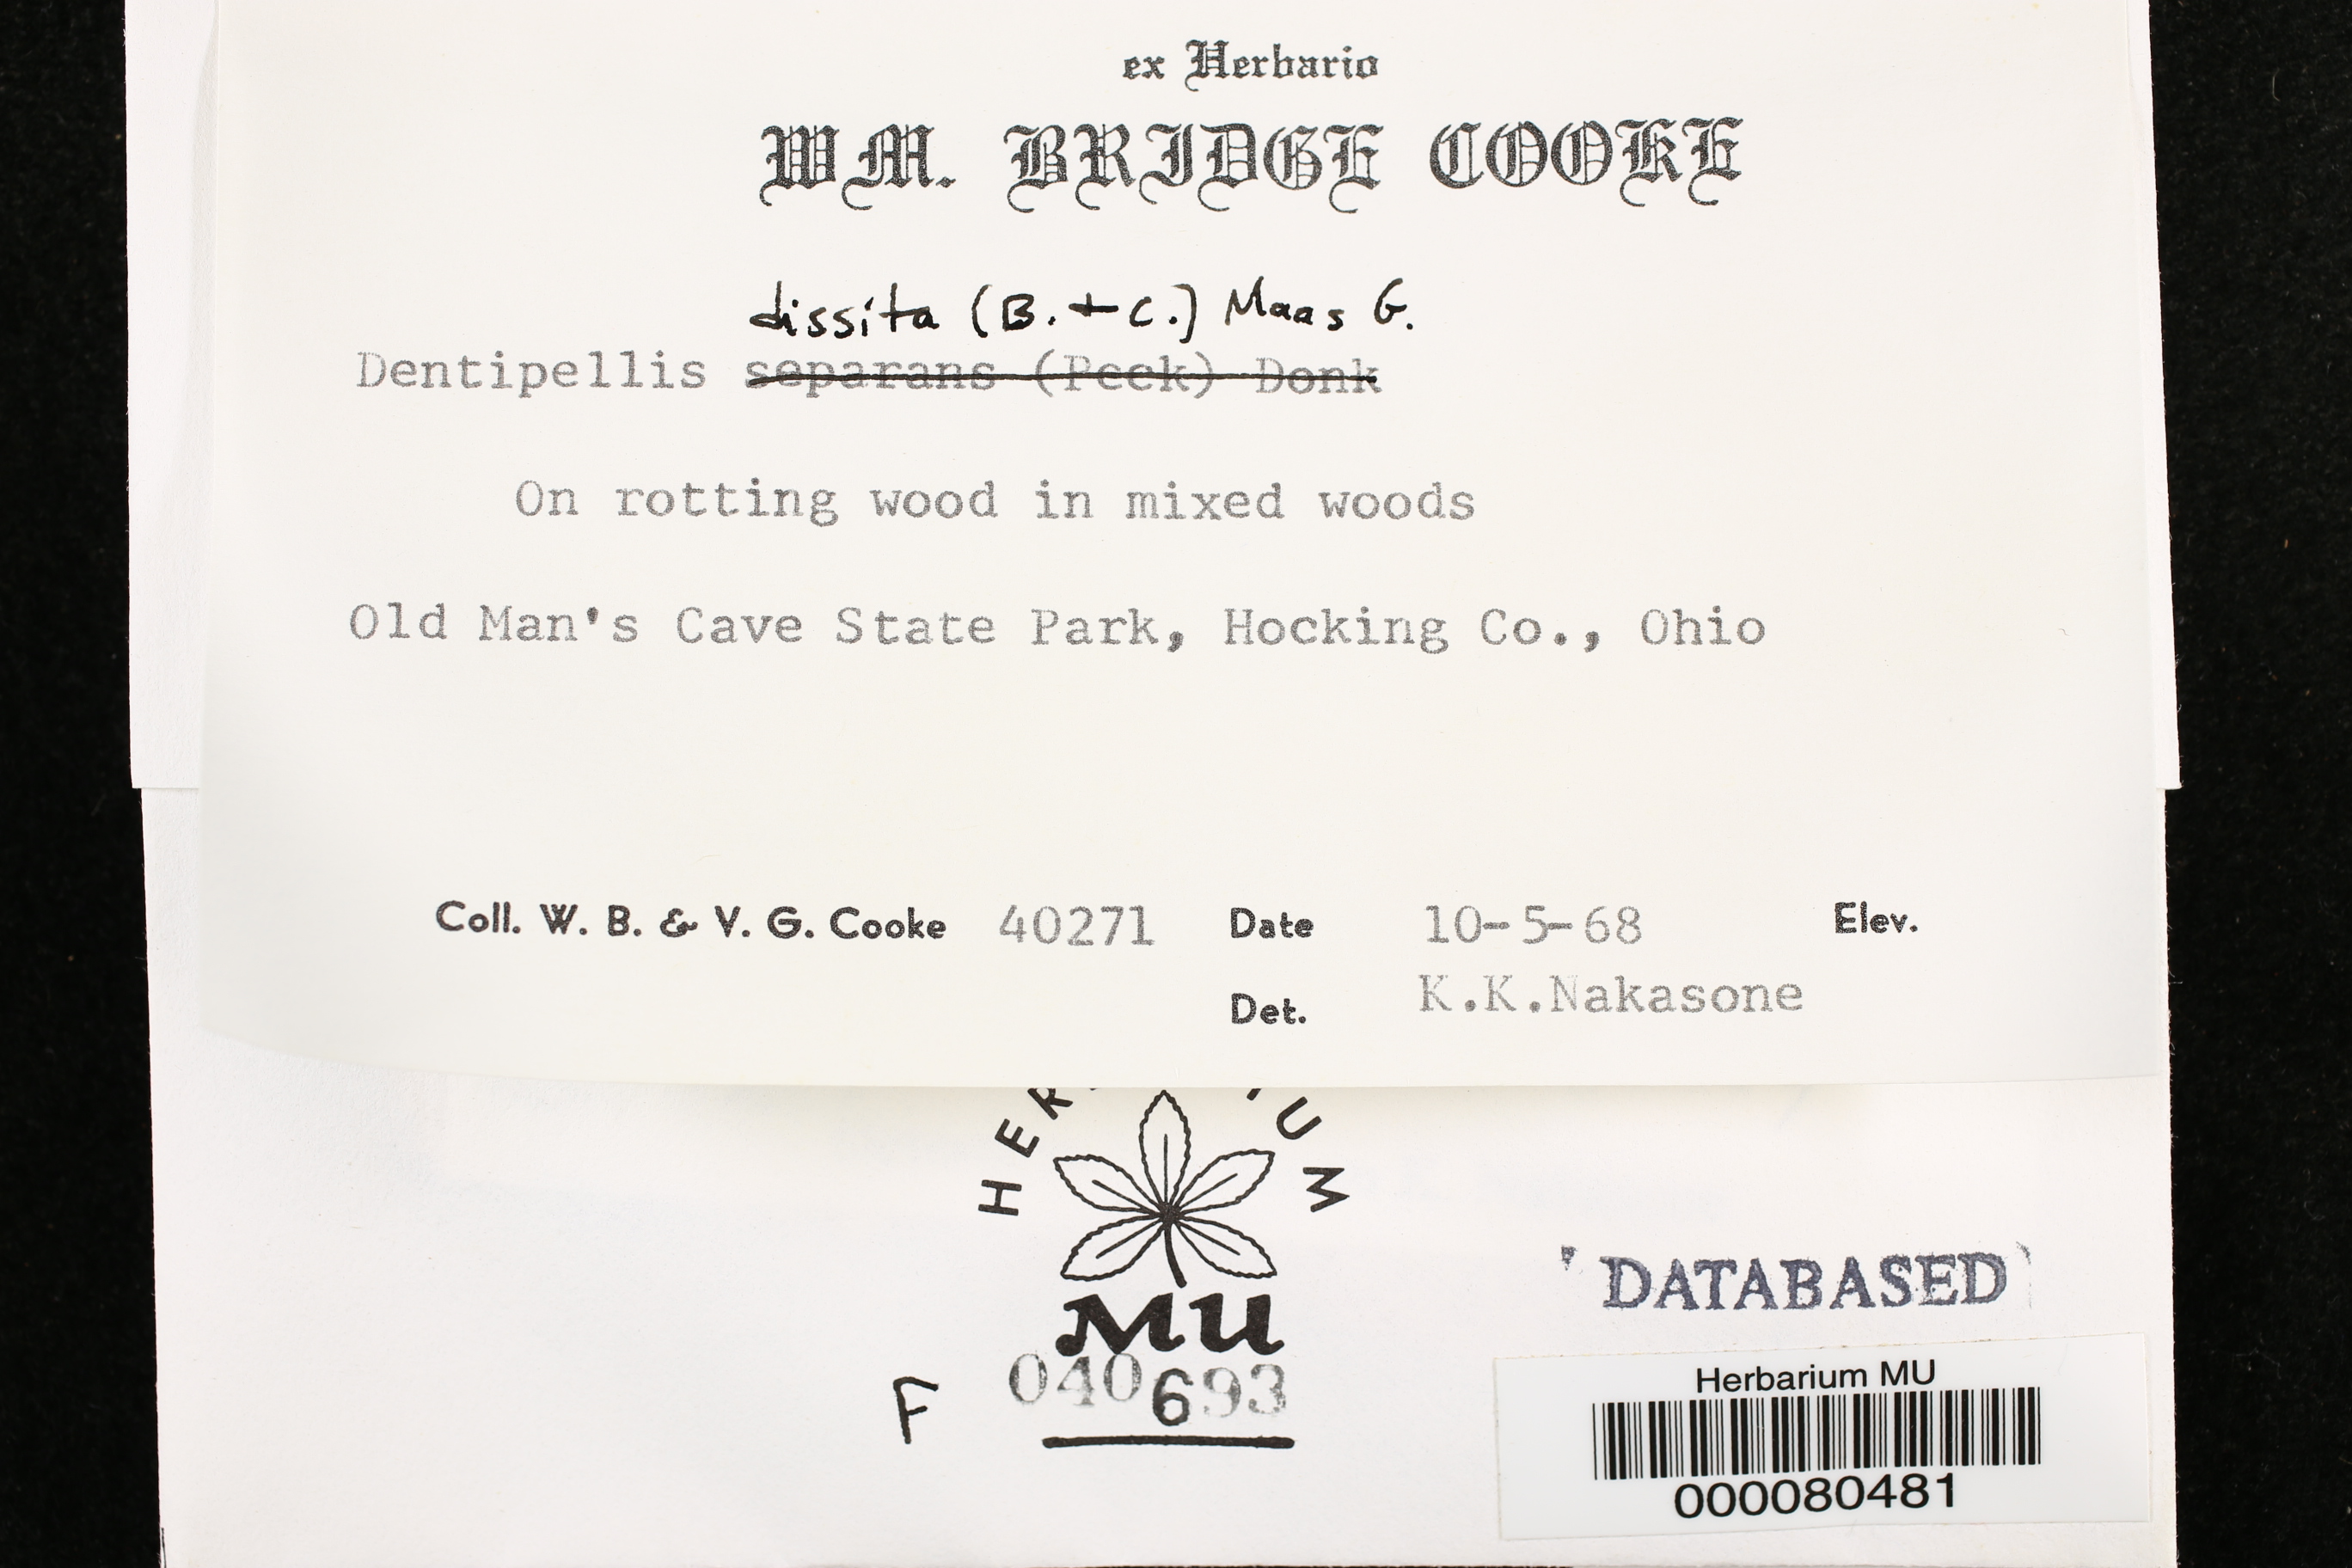 ex Herbario
WM. BRIDGE COOKE
dissita (B. + C.) Maas G.
Dentipellis separans (Peck) Donk
On rotting wood in mixed woods
Old Man's Cave State Park, Hocking Co., Ohio
Coll. W. B. & V. G. Cooke 40271 Date 10-5-68 Elev.
Det. K.K.Nakasone
HER UM
MU
DATABASED
F 040693
Herbarium MU
000080481